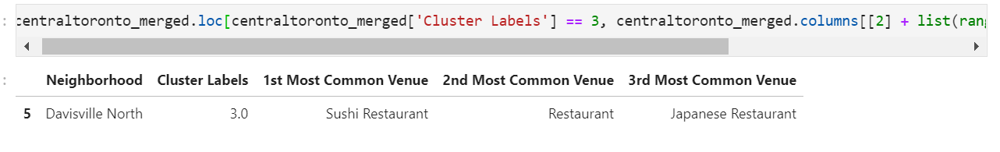 centraltoronto_merged.loc[centraltoronto_merged['Cluster Labels'] == 3, centraltoronto_merged.columns[[2] + list(rang
Neighborhood Cluster Labels 1st Most Common Venue 2nd Most Common Venue 3rd Most Common Venue
5 Davisville North 3.0 Sushi Restaurant Restaurant Japanese Restaurant